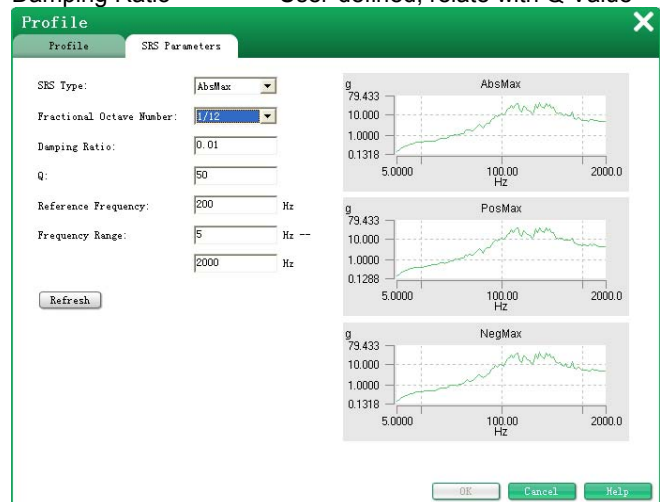 Damping Ratio User-defined, relate with Q value
Profile
Profile SRS Parameters
SRS Type: AbsMax
Fractional Octave Number: 1/12
Damping Ratio: 0.01
Q: 50
Reference Frequency: 200 Hz
Frequency Range: 5 Hz --
2000 Hz
Refresh
g AbsMax
79.433
10.000
1.0000
0.1318
5.0000 100.00 2000.0
Hz
g PosMax
79.433
10.000
1.0000
0.1288
5.0000 100.00 2000.0
Hz
g NegMax
79.433
10.000
1.0000
0.1318
5.0000 100.00 2000.0
Hz
OK Cancel Help